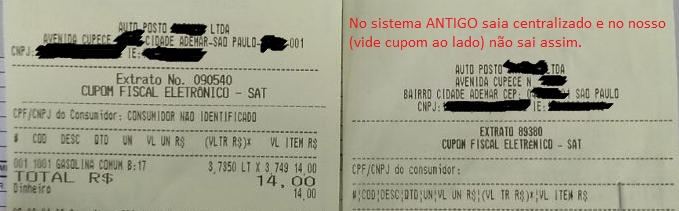 AUTO POSTO LTDA
AVENIDA CUPECE CIDADE ADEMAR-SAO PAULO- -001
CNPJ: IE:
Extrato No. 090540
CUPOM FISCAL ELETRÔNICO - SAT
CPF/CNPJ do Consumidor: CONSUMIDOR NAO IDENTIFICADO
# COD DESC QTD UN VL UN R$ (VLTR R$)* VL ITEM R$
001 1001 GASOLINA COMUM B:17 3,7350 LT X 3,749 14,00
TOTAL R$ 14,00
Dinheiro 14,00
No sistema ANTIGO saia centralizado e no nosso
(vide cupom ao lado) não sai assim.
AUTO POSTO LTDA
AVENIDA CUPECE N
BAIRRO CIDADE ADEMAR CEP: SAO PAULO
CNPJ: IE:
EXTRATO 89380
CUPOM FISCAL ELETRENICO - SAT
CPF/CNPJ do consumidor:
#|COD|DESC|QTD|UN|VL UN R$|(VL TR R$)*|VL ITEM R$